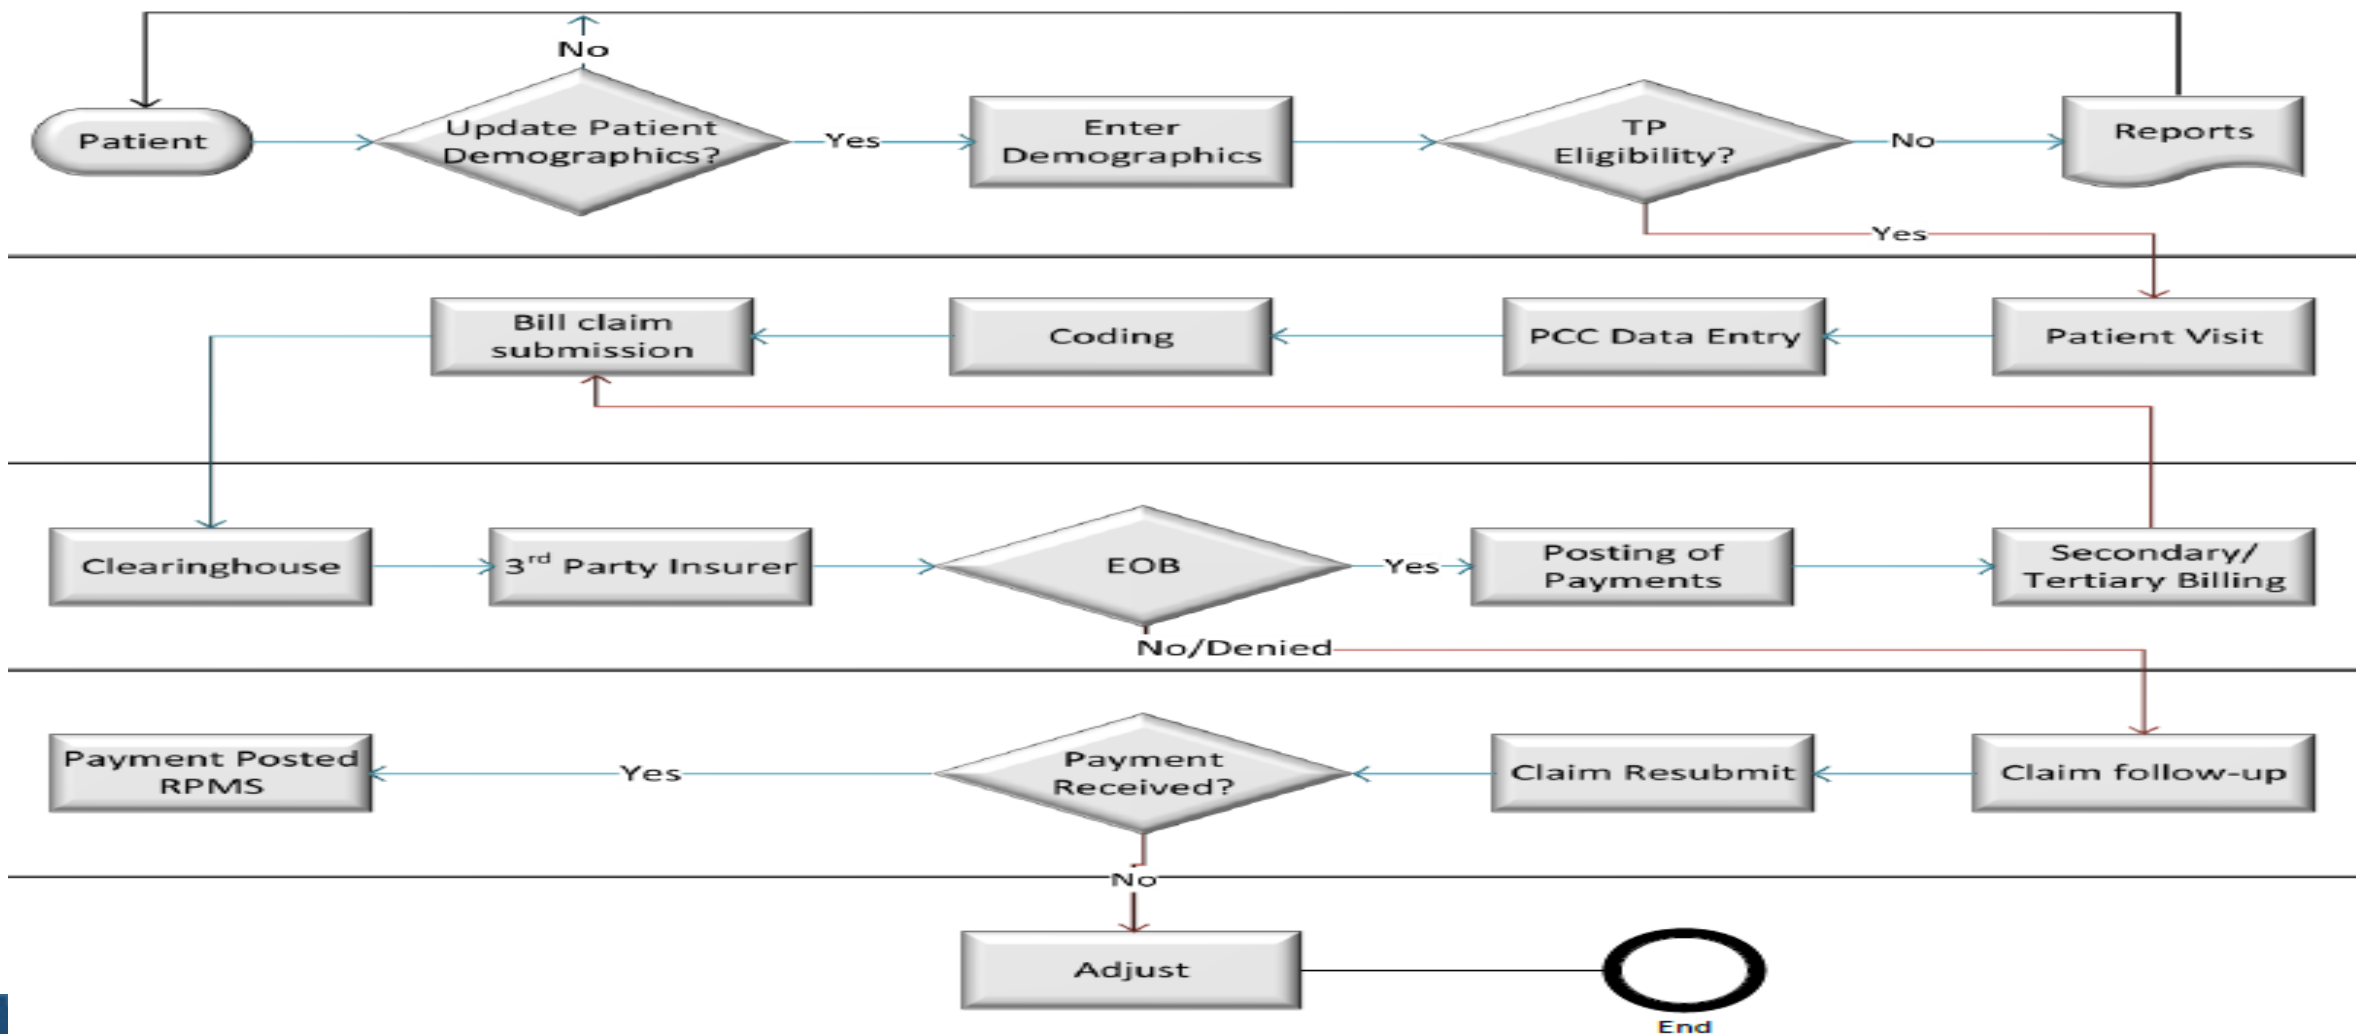 No
Patient
Update Patient
Demographics?
Yes
Enter
Demographics
TP
Eligibility?
No
Reports
Yes
Bill claim
submission
Coding
PCC Data Entry
Patient Visit
Clearinghouse
3rd Party Insurer
EOB
Yes
Posting of
Payments
Secondary/
Tertiary Billing
No/Denied
Payment Posted
RPMS
Yes
Payment
Received?
Claim Resubmit
Claim follow-up
No
Adjust
End